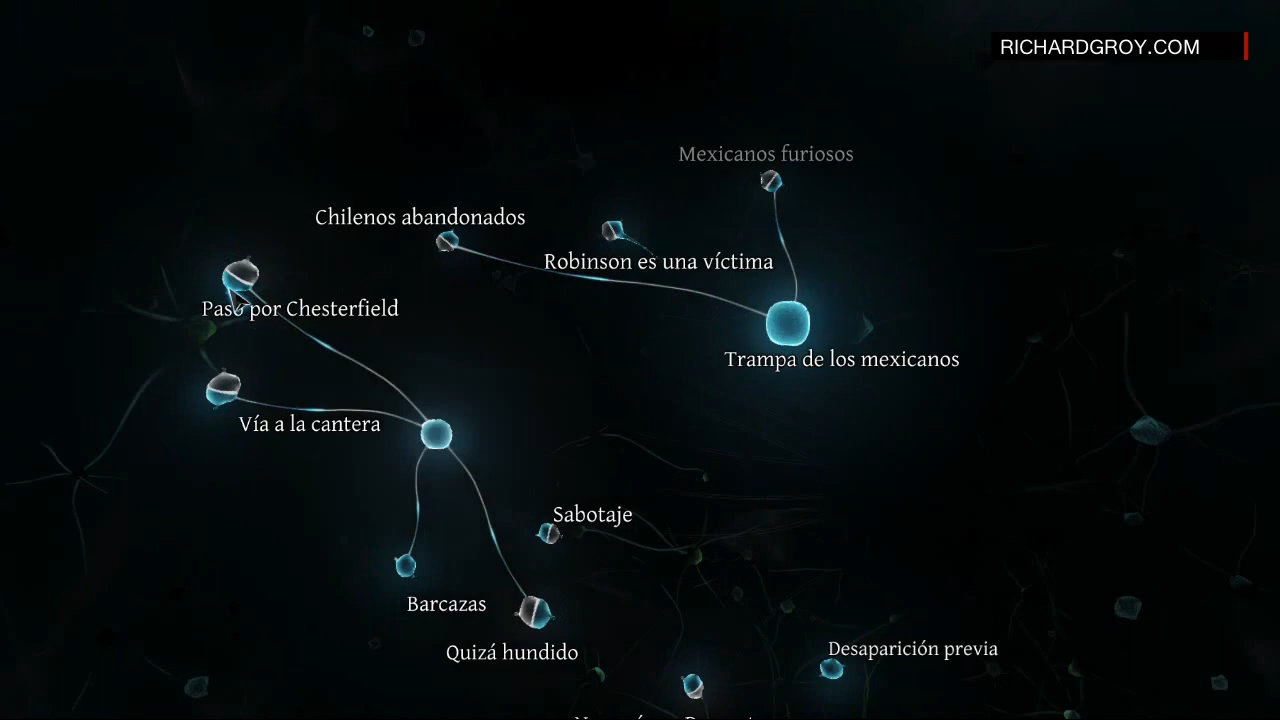 RICHARDGROY.COM
Mexicanos furiosos
Chilenos abandonados
Robinson es una víctima
Pasó por Chesterfield
Trampa de los mexicanos
Vía a la cantera
Sabotaje
Barcazas
Quizá hundido
Desaparición previa